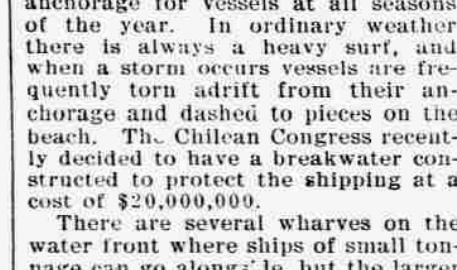 anchorage for vessels at all seasons
of the year. In ordinary weather
there is always a heavy surf, and
when a storm occurs vessels are fre-
quently torn adrift from their an-
chorage and dashed to pieces on the
beach. The Chilean Congress recent-
ly decided to have a breakwater con-
structed to protect the shipping at a
cost of $20,000,000.
There are several wharves on the
water front where ships of small ton-
nage can go alongside, but the larger